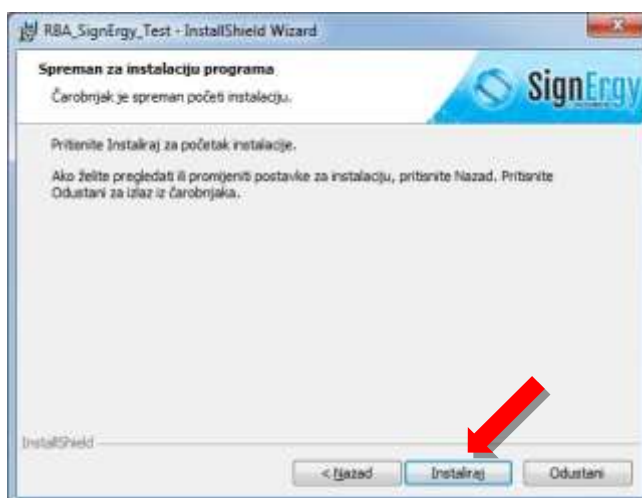 RBA_SignErgy_Test - InstallShield Wizard
Spreman za instalaciju programa
Čarobnjak je spreman početi instalaciju.
SignErgy
Pritisnite Instaliraj za početak instalacije.
Ako želite pregledati ili promijeniti postavke za instalaciju, pritisnite Nazad. Pritisnite
Odustani za izlaz iz čarobnjaka.
InstallShield
< Nazad
Instaliraj
Odustani